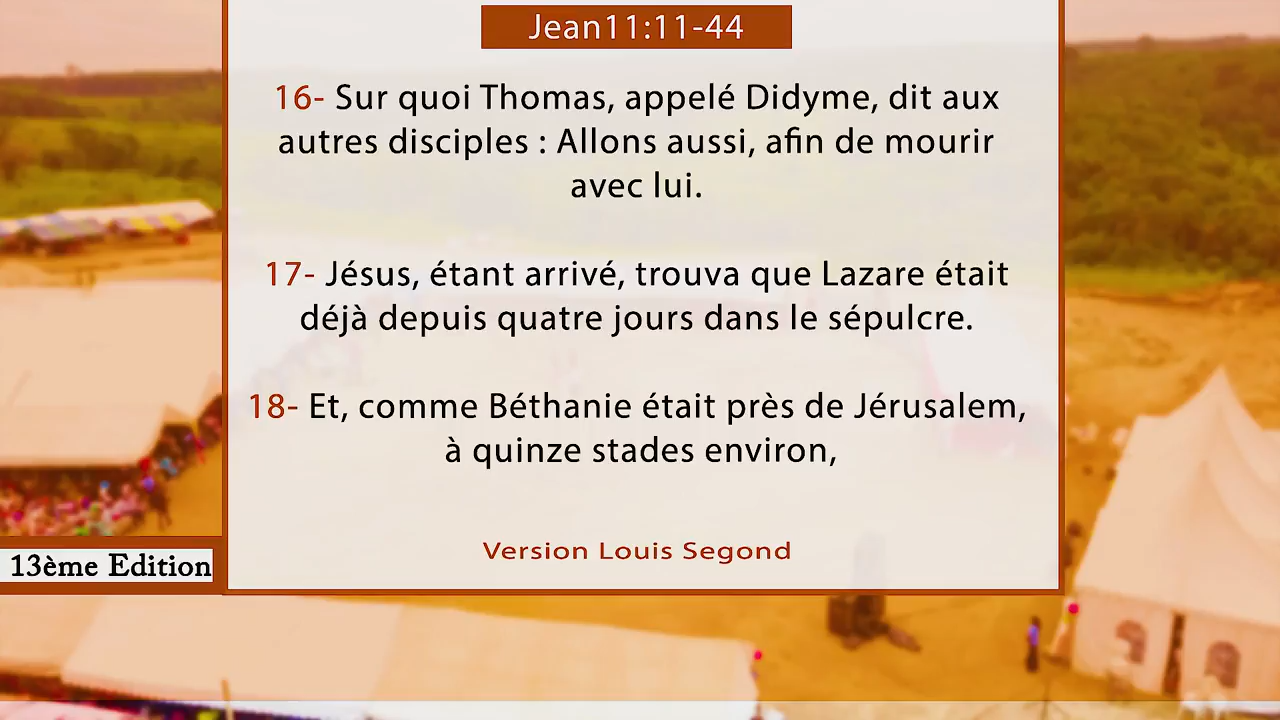 Jean11:11-44
16- Sur quoi Thomas, appelé Didyme, dit aux
autres disciples : Allons aussi, afin de mourir
avec lui.
17- Jésus, étant arrivé, trouva que Lazare était
déjà depuis quatre jours dans le sépulcre.
18- Et, comme Béthanie était près de Jérusalem,
à quinze stades environ,
Version Louis Segond
13ème Edition